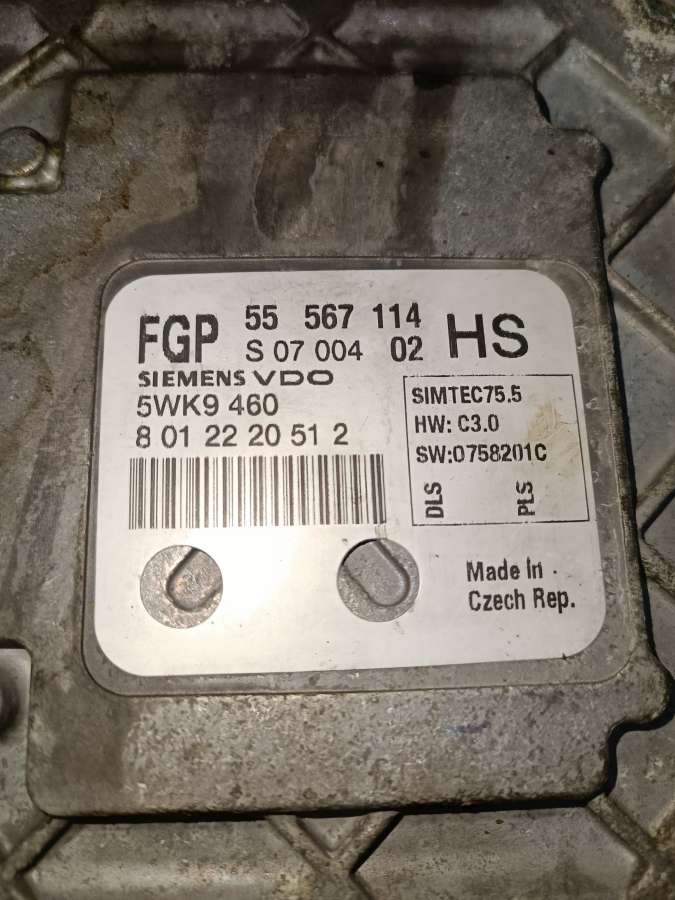 FGP 55 567 114 HS
S 07 004 02
SIEMENS VDO
5WK9 460
8 01 22 20 51 2
SIMTEC75.5
HW: C3.0
SW:0758201C
DLS PLS
Made in
Czech Rep.